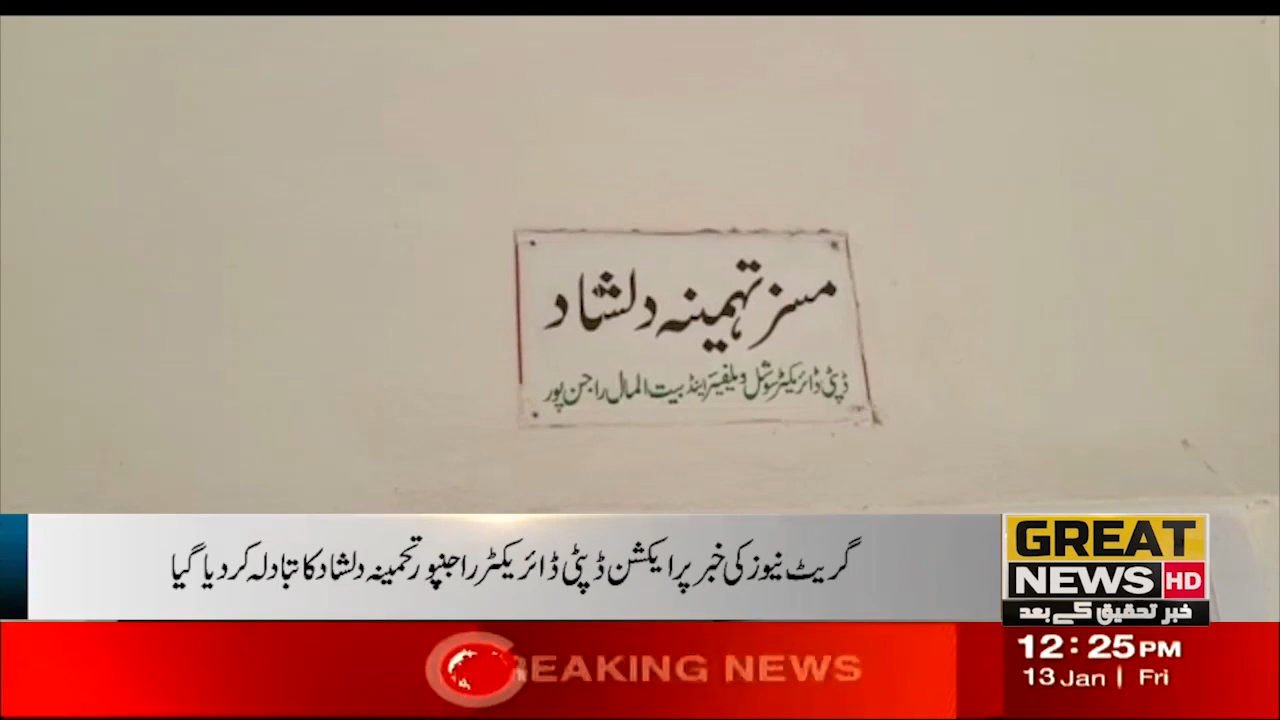 مسز تہمینہ دلشاد
ڈپٹی ڈائریکٹر سوشل ویلفیئر اینڈ بیت المال راجن پور
گریٹ نیوز کی خبر پر ایکشن ڈپٹی ڈائریکٹر راجنپور تحمینہ دلشاد کا تبادلہ کر دیا گیا
GREAT
NEWS HD
خبر تحقیق کے بعد
REAKING NEWS
12:25 PM
13 Jan | Fri